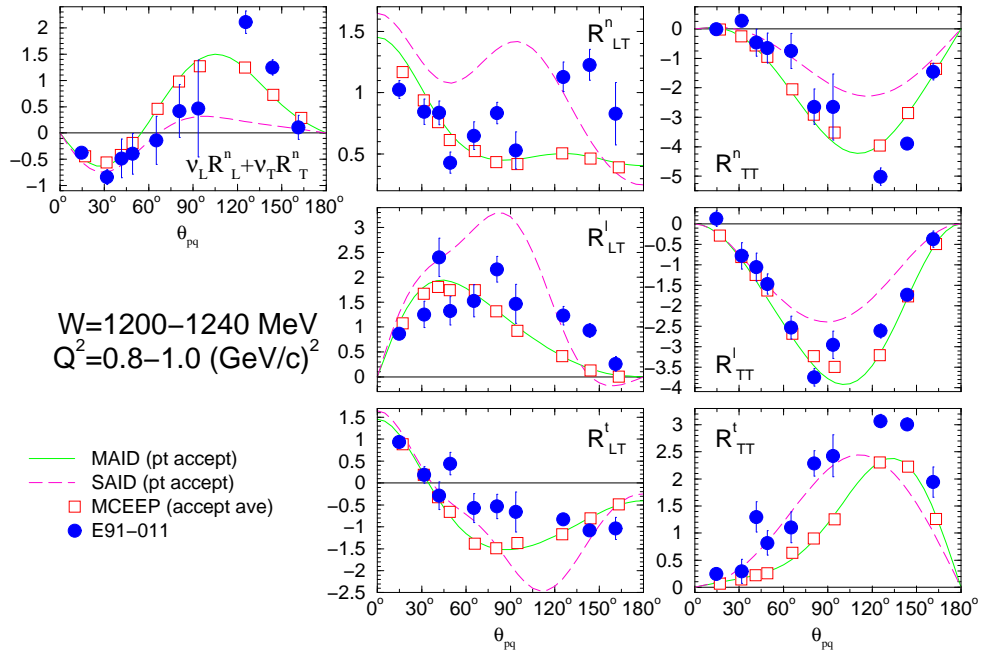 2
1.5
1
0.5
0
−0.5
−1
ν_L R^n_L+ν_T R^n_T
0 30° 60° 90° 120° 150° 180°
θ_pq
1.5
1
0.5
R^n_LT
0
−1
−2
−3
−4
−5
R^n_TT
3
2.5
2
1.5
1
0.5
0
R^l_LT
0
−0.5
−1
−1.5
−2
−2.5
−3
−3.5
−4
R^l_TT
W=1200−1240 MeV
Q^2=0.8−1.0 (GeV/c)^2
MAID (pt accept)
SAID (pt accept)
MCEEP (accept ave)
E91−011
1.5
1
0.5
0
−0.5
−1
−1.5
−2
−2.5
R^t_LT
0° 30° 60° 90° 120° 150° 180°
θ_pq
3
2
1
0
R^t_TT
0° 30° 60° 90° 120° 150° 180°
θ_pq